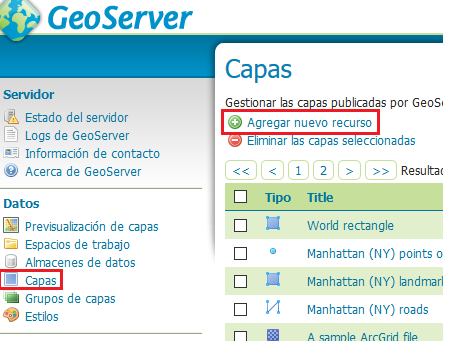 GeoServer
Servidor
Estado del servidor
Logs de GeoServer
Información de contacto
Acerca de GeoServer
Datos
Previsualización de capas
Espacios de trabajo
Almacenes de datos
Capas
Grupos de capas
Estilos
Capas
Gestionar las capas publicadas por GeoS
Agregar nuevo recurso
Eliminar las capas seleccionadas
<< < 1 2 > >> Resultad
Tipo Title
World rectangle
Manhattan (NY) points o
Manhattan (NY) landmar
Manhattan (NY) roads
A sample ArcGrid file